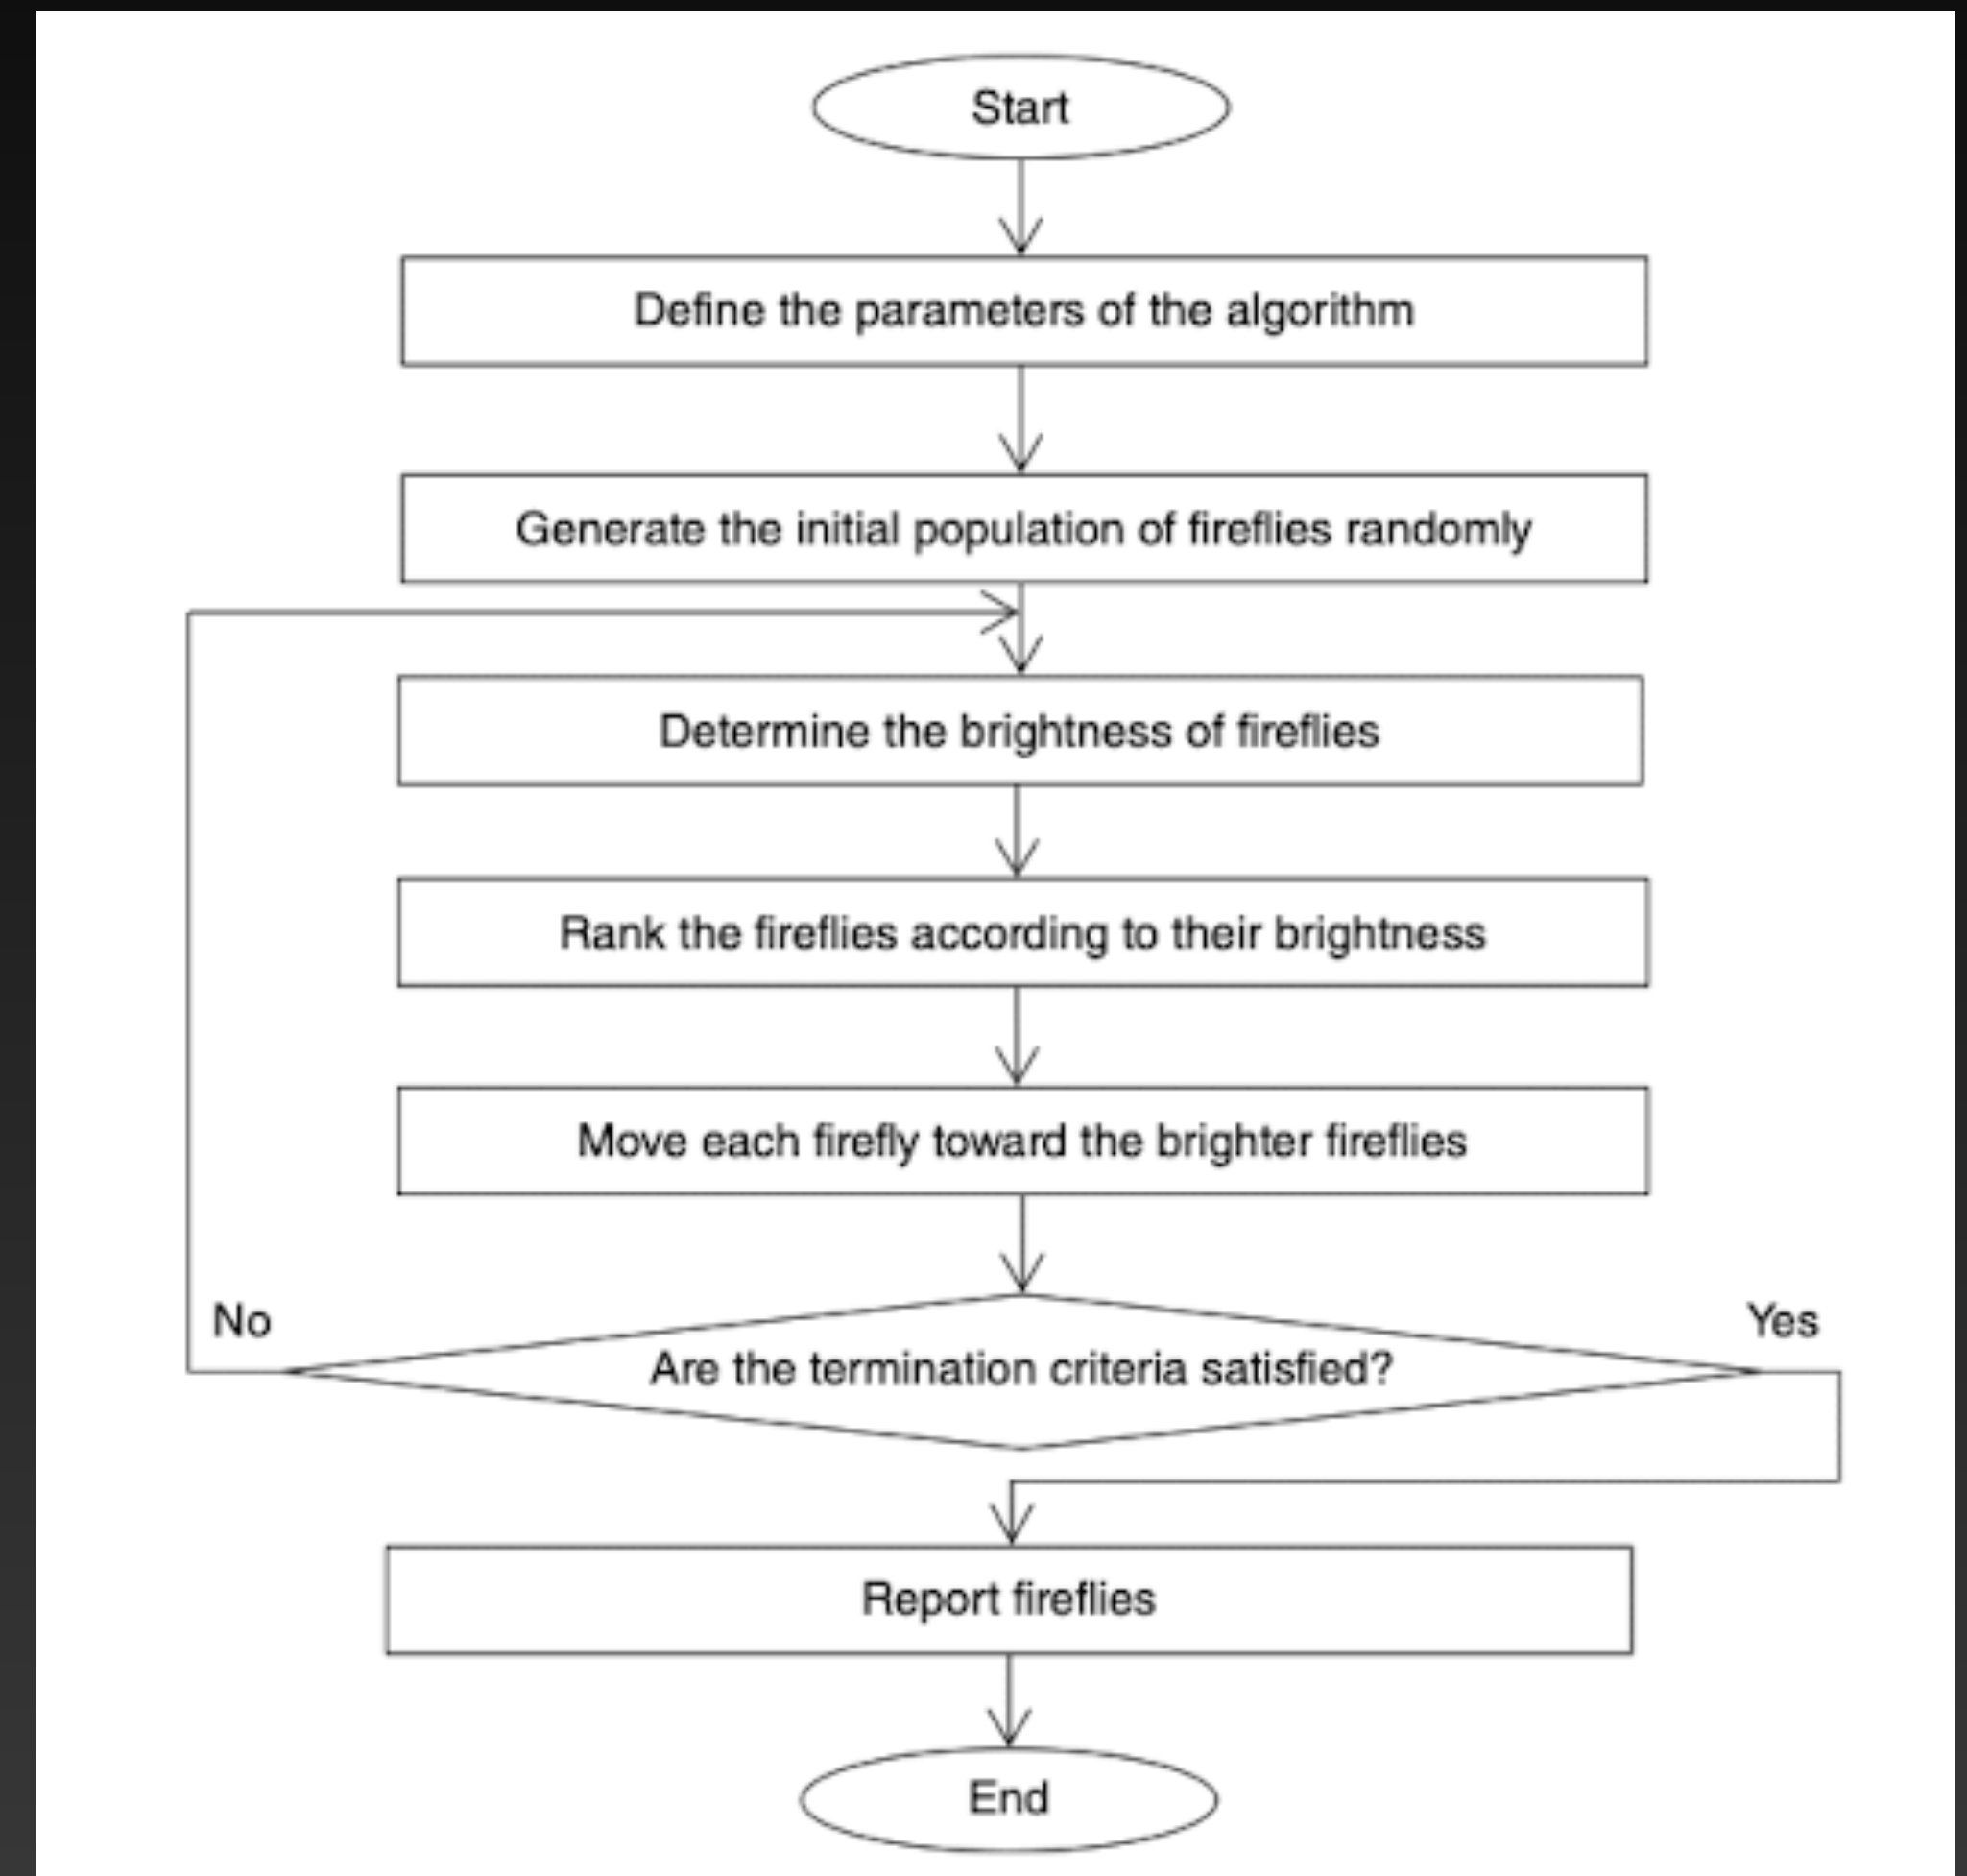 Start
Define the parameters of the algorithm
Generate the initial population of fireflies randomly
Determine the brightness of fireflies
Rank the fireflies according to their brightness
Move each firefly toward the brighter fireflies
No
Yes
Are the termination criteria satisfied?
Report fireflies
End